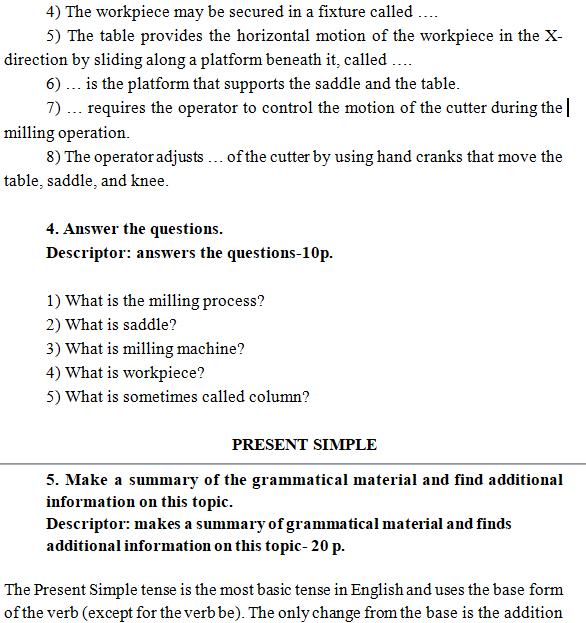 4) The workpiece may be secured in a fixture called ….
5) The table provides the horizontal motion of the workpiece in the X-
direction by sliding along a platform beneath it, called ….
6) … is the platform that supports the saddle and the table.
7) … requires the operator to control the motion of the cutter during the
milling operation.
8) The operator adjusts … of the cutter by using hand cranks that move the
table, saddle, and knee.
4. Answer the questions.
Descriptor: answers the questions-10p.
1) What is the milling process?
2) What is saddle?
3) What is milling machine?
4) What is workpiece?
5) What is sometimes called column?
PRESENT SIMPLE
5. Make a summary of the grammatical material and find additional
information on this topic.
Descriptor: makes a summary of grammatical material and finds
additional information on this topic- 20 p.
The Present Simple tense is the most basic tense in English and uses the base form
of the verb (except for the verb be). The only change from the base is the addition